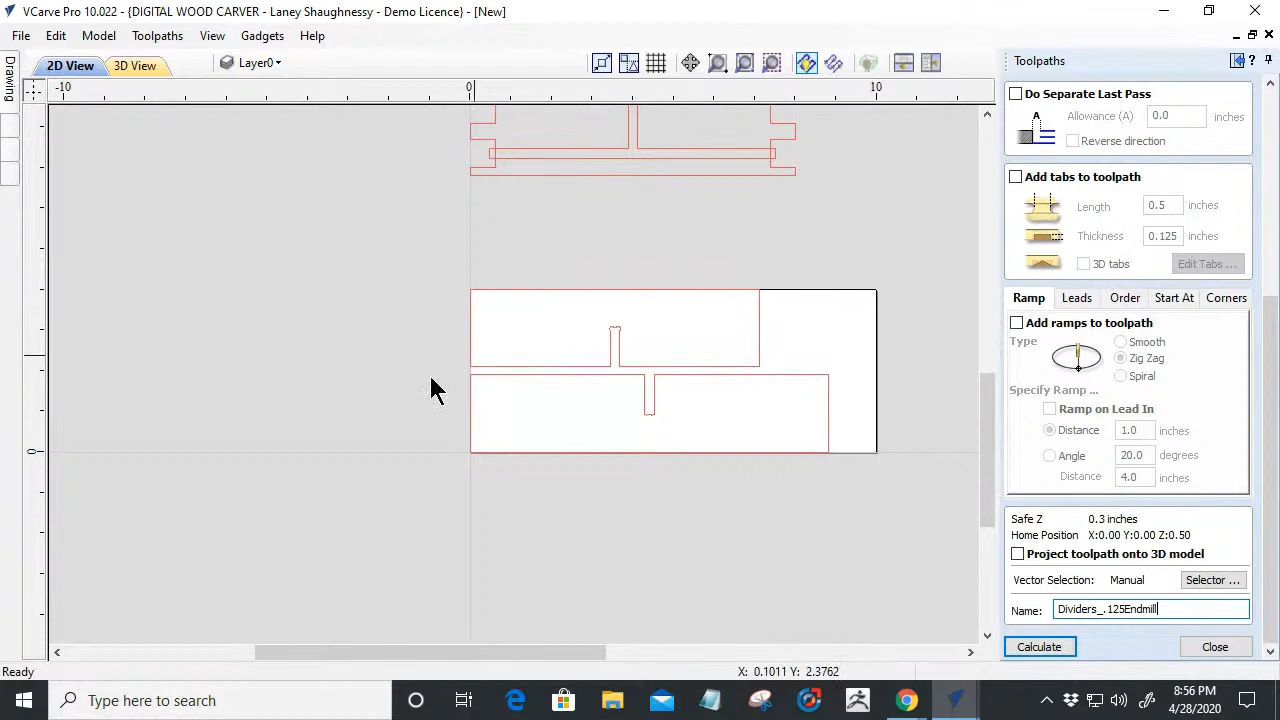 VCarve Pro 10.022 - {DIGITAL WOOD CARVER - Laney Shaughnessy - Demo Licence} - [New]
File Edit Model Toolpaths View Gadgets Help
2D View 3D View Layer0
Drawing
-10 0 10
0
Toolpaths
Do Separate Last Pass
A
Allowance (A) 0.0 inches
Reverse direction
Add tabs to toolpath
Length 0.5 inches
Thickness 0.125 inches
3D tabs Edit Tabs ...
Ramp Leads Order Start At Corners
Add ramps to toolpath
Type
Smooth
Zig Zag
Spiral
Specify Ramp ...
Ramp on Lead In
Distance 1.0 inches
Angle 20.0 degrees
Distance 4.0 inches
Safe Z 0.3 inches
Home Position X:0.00 Y:0.00 Z:0.50
Project toolpath onto 3D model
Vector Selection: Manual Selector ...
Name: Dividers_.125Endmill
Calculate Close
Ready X: 0.1011 Y: 2.3762
Type here to search
8:56 PM
4/28/2020